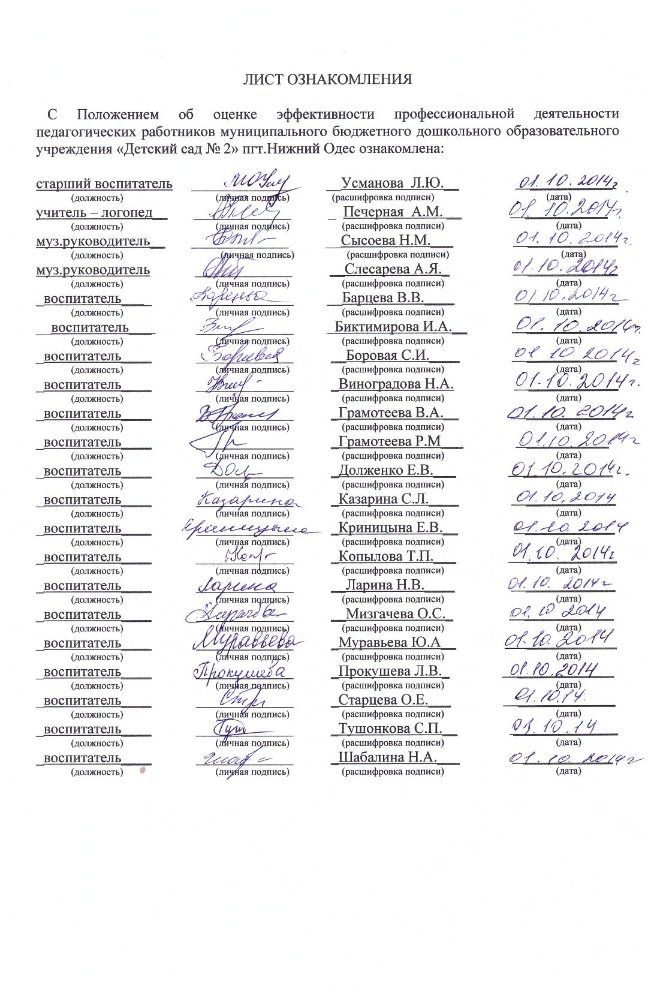 ЛИСТ ОЗНАКОМЛЕНИЯ
С Положением об оценке эффективности профессиональной деятельности
педагогических работников муниципального бюджетного дошкольного образовательного
учреждения «Детский сад № 2» пгт.Нижний Одес ознакомлена:
старший воспитатель Усманова Л.Ю. 01.10.2014г
(должность) (личная подпись) (расшифровка подписи) (дата)
учитель – логопед Печерная А.М. 01.10.2014г.
(должность) (личная подпись) (расшифровка подписи) (дата)
муз.руководитель Сысоева Н.М. 01.10.2014г.
(должность) (личная подпись) (расшифровка подписи) (дата)
муз.руководитель Слесарева А.Я. 01.10.2014г
(должность) (личная подпись) (расшифровка подписи) (дата)
воспитатель Барцева В.В. 01.10.2014г
(должность) (личная подпись) (расшифровка подписи) (дата)
воспитатель Биктимирова И.А. 01.10.2014г.
(должность) (личная подпись) (расшифровка подписи) (дата)
воспитатель Боровая С.И. 01 10 2014г
(должность) (личная подпись) (расшифровка подписи) (дата)
воспитатель Виноградова Н.А. 01.10.2014г.
(должность) (личная подпись) (расшифровка подписи) (дата)
воспитатель Грамотеева В.А. 01.10.2014г
(должность) (личная подпись) (расшифровка подписи) (дата)
воспитатель Грамотеева Р.М 01.10.2014г
(должность) (личная подпись) (расшифровка подписи) (дата)
воспитатель Долженко Е.В. 01.10.2014г.
(должность) (личная подпись) (расшифровка подписи) (дата)
воспитатель Казарина Казарина С.Л. 01.10.2014
(должность) (личная подпись) (расшифровка подписи) (дата)
воспитатель Криницына Криницына Е.В. 01.10.2014
(должность) (личная подпись) (расшифровка подписи) (дата)
воспитатель Копылова Т.П. 01.10.2014г
(должность) (личная подпись) (расшифровка подписи) (дата)
воспитатель Ларина Ларина Н.В. 01.10.2014г
(должность) (личная подпись) (расшифровка подписи) (дата)
воспитатель Мизгачева О.С. 01.10 2014
(должность) (личная подпись) (расшифровка подписи) (дата)
воспитатель Муравьева Муравьева Ю.А 01.10.2014
(должность) (личная подпись) (расшифровка подписи) (дата)
воспитатель Прокушева Прокушева Л.В. 01.10.2014
(должность) (личная подпись) (расшифровка подписи) (дата)
воспитатель Старцева О.Е. 01.10.14.
(должность) (личная подпись) (расшифровка подписи) (дата)
воспитатель Тушонкова С.П. 01.10.14
(должность) (личная подпись) (расшифровка подписи) (дата)
воспитатель Шабалина Н.А. 01.10.2014г
(должность) (личная подпись) (расшифровка подписи) (дата)